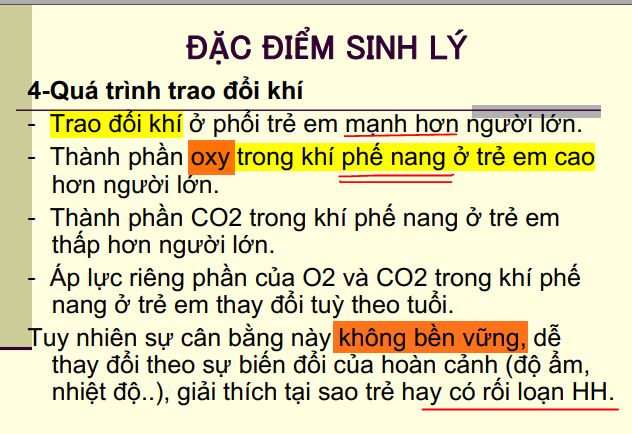 ĐẶC ĐIỂM SINH LÝ
4-Quá trình trao đổi khí
- Trao đổi khí ở phổi trẻ em mạnh hơn người lớn.
- Thành phần oxy trong khí phế nang ở trẻ em cao
hơn người lớn.
- Thành phần CO2 trong khí phế nang ở trẻ em
thấp hơn người lớn.
- Áp lực riêng phần của O2 và CO2 trong khí phế
nang ở trẻ em thay đổi tuỳ theo tuổi.
Tuy nhiên sự cân bằng này không bền vững, dễ
thay đổi theo sự biến đổi của hoàn cảnh (độ ẩm,
nhiệt độ..), giải thích tại sao trẻ hay có rối loạn HH.